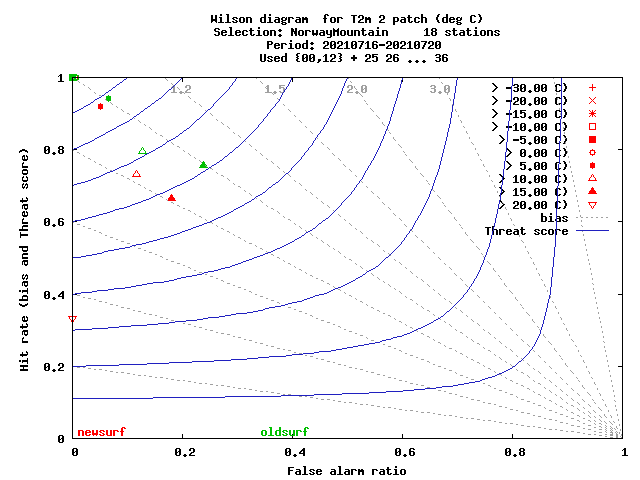 Wilson diagram  for T2m 2 patch (deg C)
Selection: NorwayMountain     18 stations
Period: 20210716-20210720
Used {00,12} + 25 26 ... 36
1.2 1.5 2.0 3.0
> -30.00 C)
> -20.00 C)
> -15.00 C)
> -10.00 C)
> -5.00 C)
> 0.00 C)
> 5.00 C)
> 10.00 C)
> 15.00 C)
> 20.00 C)
bias
Threat score
Hit rate (bias and Threat score)
1
0.8
0.6
0.4
0.2
0
newsurf oldsurf
0 0.2 0.4 0.6 0.8 1
False alarm ratio